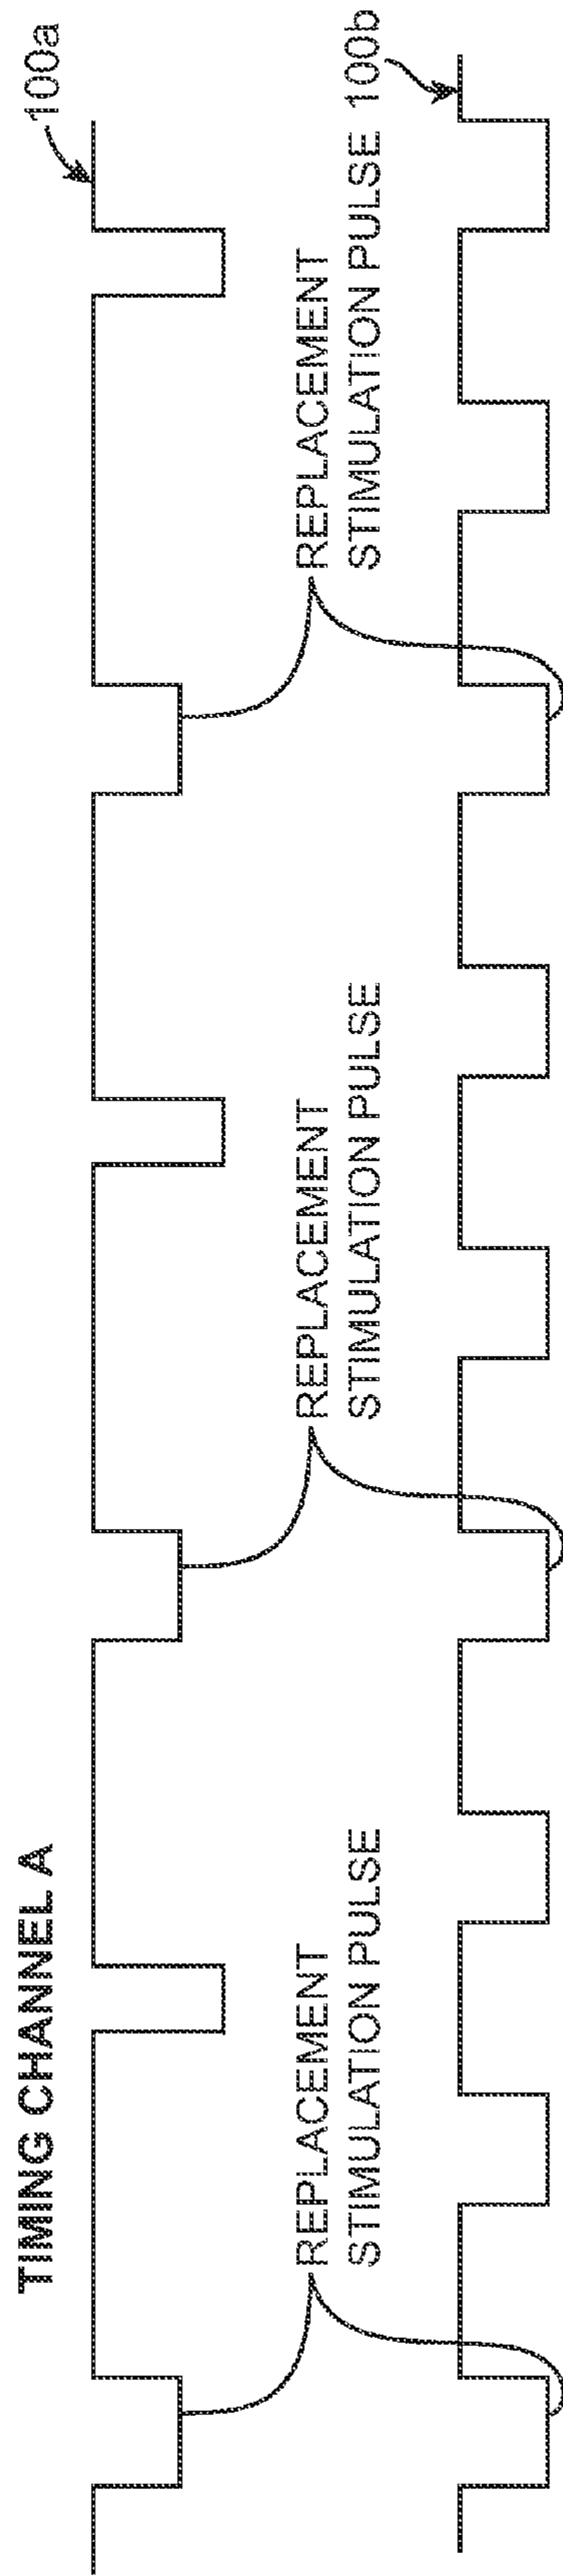 TIMING CHANNEL A
100a
REPLACEMENT
STIMULATION PULSE
REPLACEMENT
STIMULATION PULSE
REPLACEMENT
STIMULATION PULSE
100b